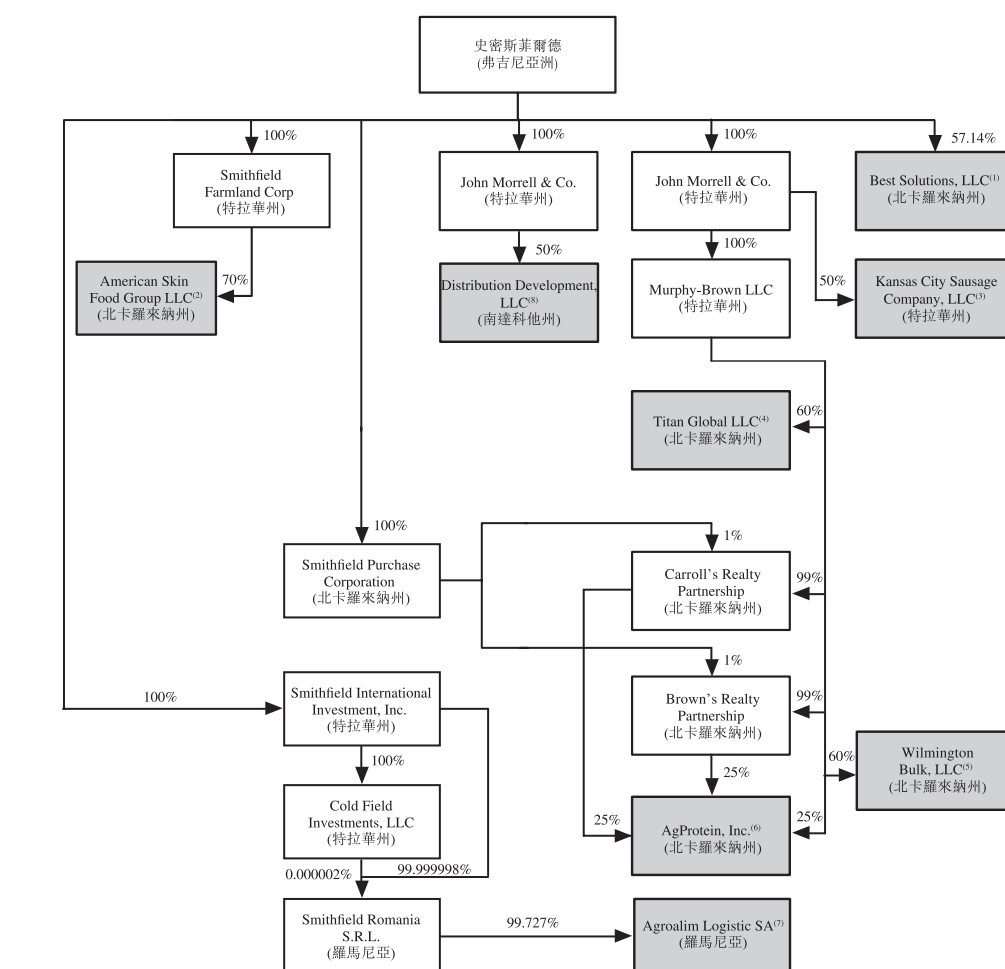 史密斯菲爾德
(弗吉尼亞洲)
100%
100%
100%
57.14%
Smithfield
Farmland Corp
(特拉華州)
John Morrell & Co.
(特拉華州)
John Morrell & Co.
(特拉華州)
Best Solutions, LLC(1)
(北卡羅來納州)
70%
50%
100%
50%
American Skin
Food Group LLC(2)
(北卡羅來納州)
Distribution Development,
LLC(8)
(南達科他州)
Murphy-Brown LLC
(特拉華州)
Kansas City Sausage
Company, LLC(3)
(特拉華州)
60%
Titan Global LLC(4)
(北卡羅來納州)
100%
1%
Smithfield Purchase
Corporation
(北卡羅來納州)
Carroll’s Realty
Partnership
(北卡羅來納州)
99%
1%
100%
Smithfield International
Investment, Inc.
(特拉華州)
Brown’s Realty
Partnership
(北卡羅來納州)
99%
100%
25%
60%
Wilmington
Bulk, LLC(5)
(北卡羅來納州)
Cold Field
Investments, LLC
(特拉華州)
25%
AgProtein, Inc.(6)
(北卡羅來納州)
25%
0.000002%
99.999998%
Smithfield Romania
S.R.L.
(羅馬尼亞)
99.727%
Agroalim Logistic SA(7)
(羅馬尼亞)